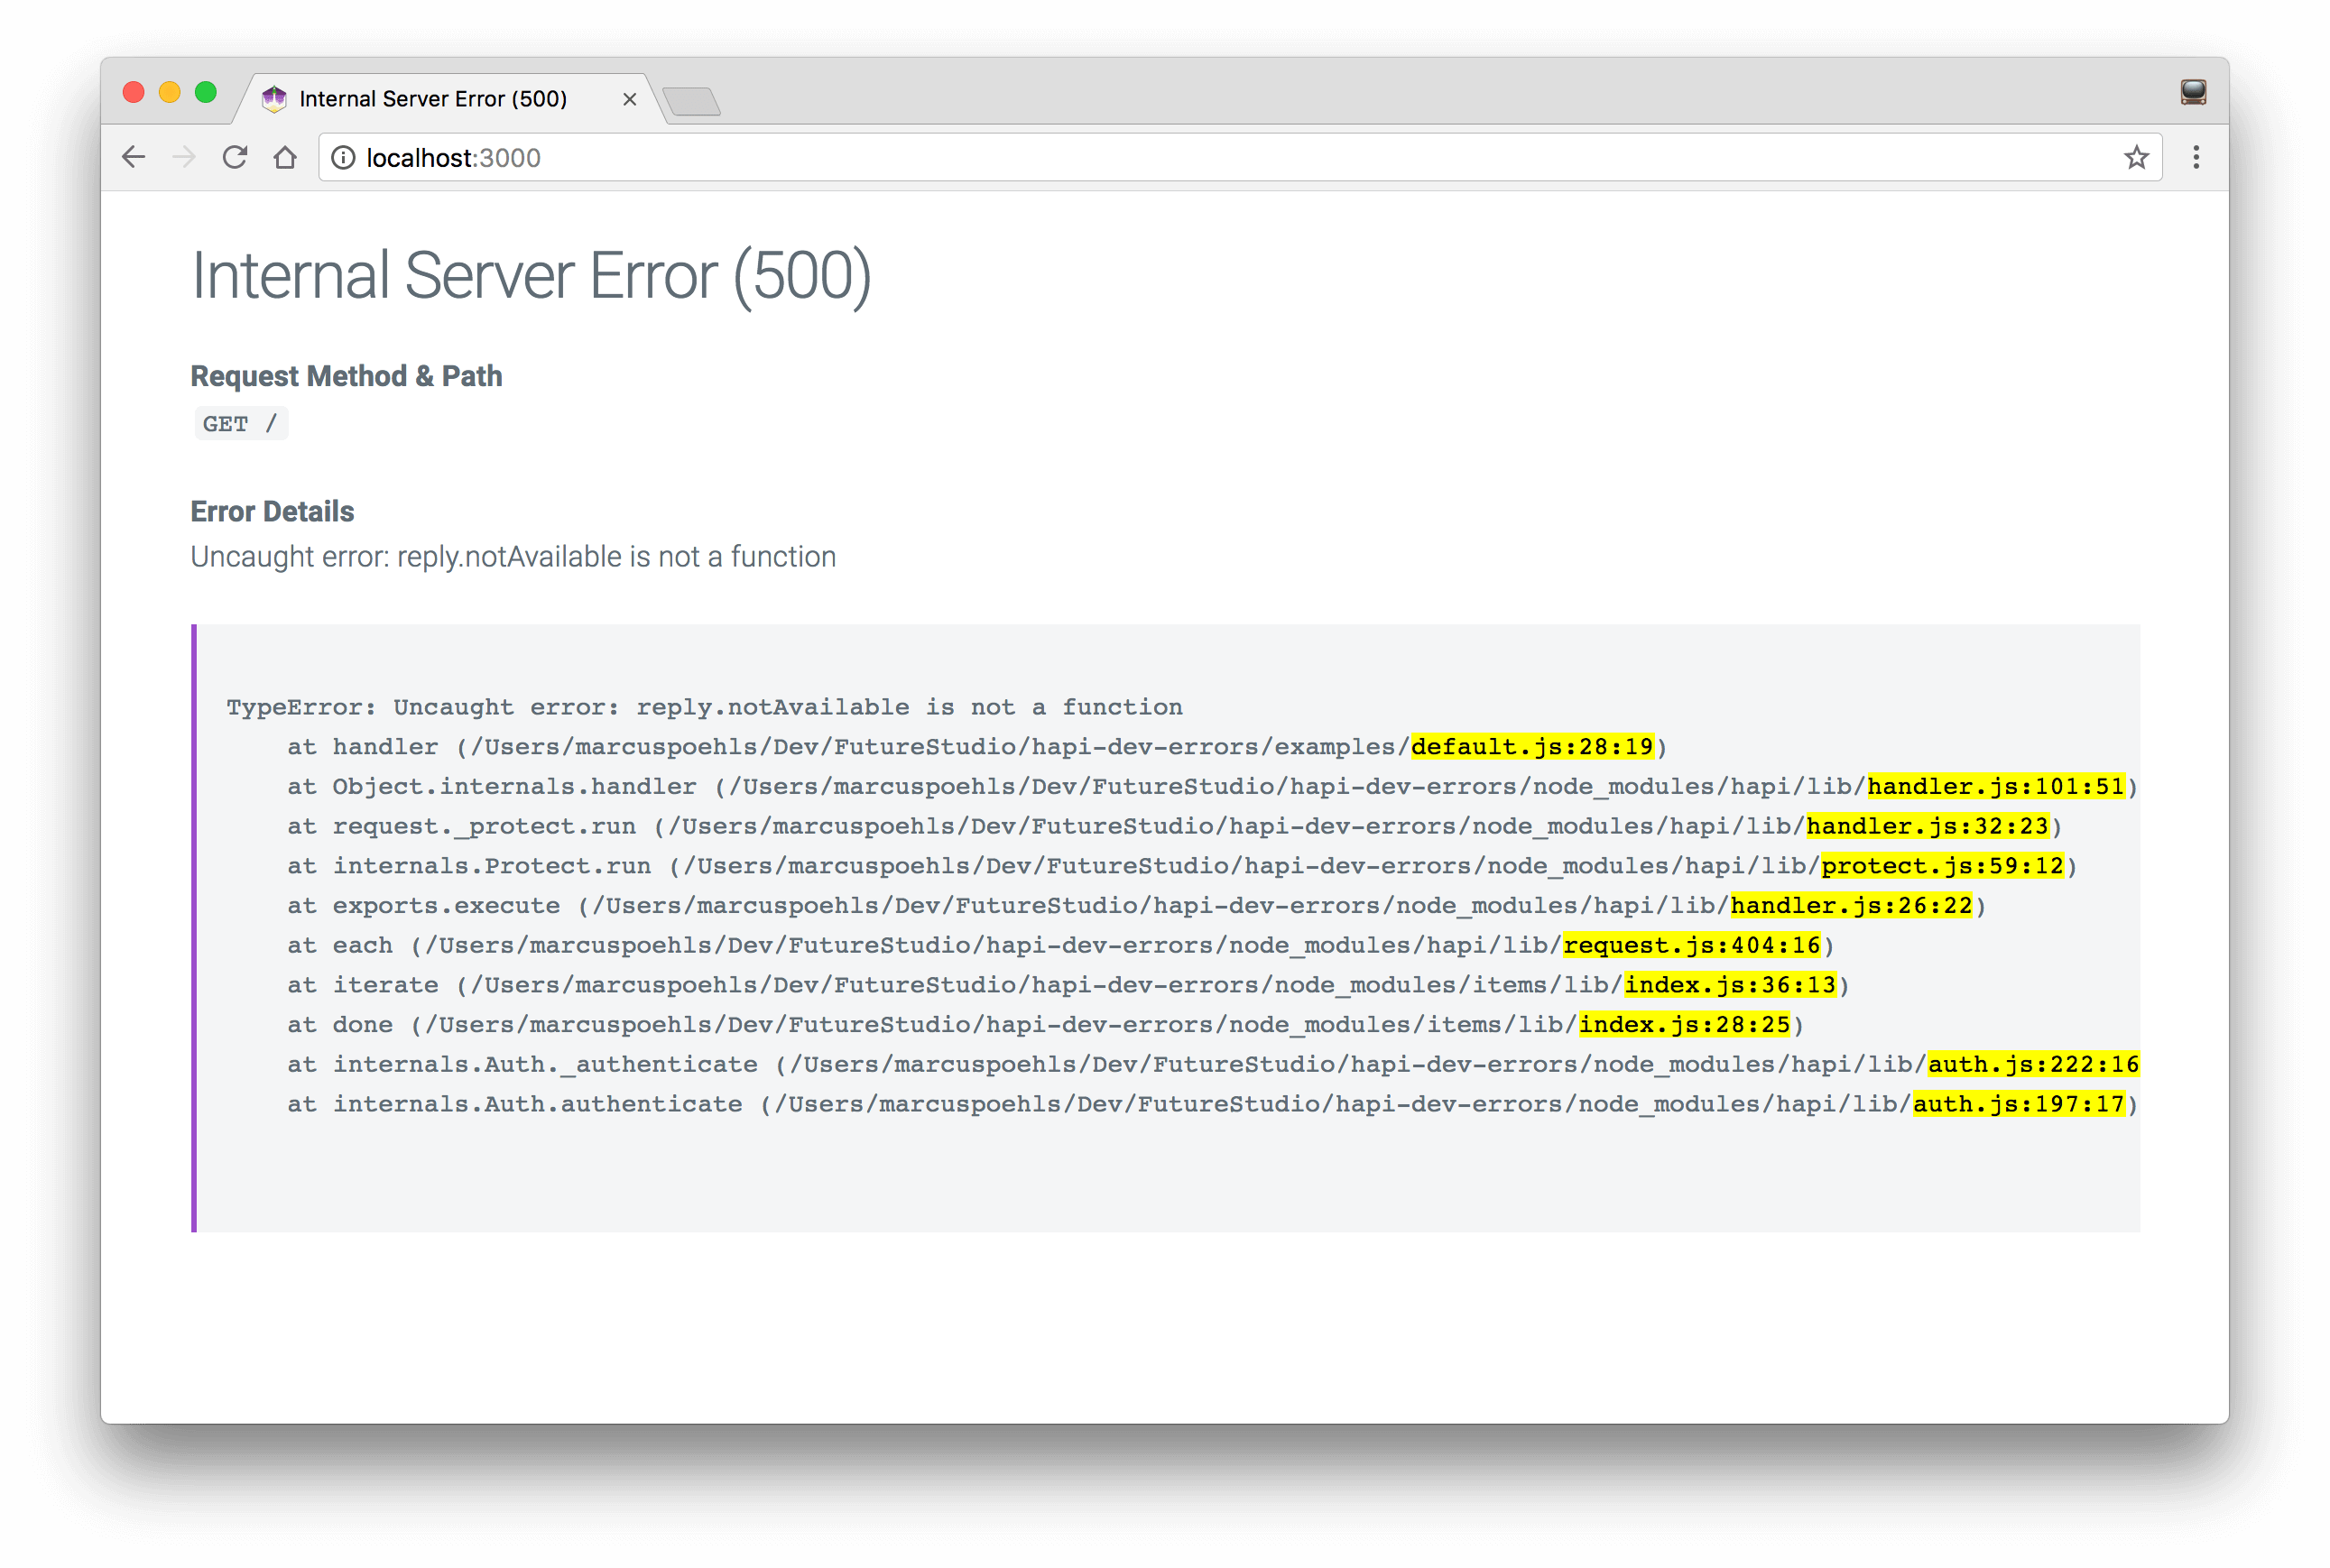 Internal Server Error (500)
localhost:3000
Internal Server Error (500)
Request Method & Path
GET /
Error Details
Uncaught error: reply.notAvailable is not a function
TypeError: Uncaught error: reply.notAvailable is not a function
at handler (/Users/marcuspoehls/Dev/FutureStudio/hapi-dev-errors/examples/default.js:28:19)
at Object.internals.handler (/Users/marcuspoehls/Dev/FutureStudio/hapi-dev-errors/node_modules/hapi/lib/handler.js:101:51)
at request._protect.run (/Users/marcuspoehls/Dev/FutureStudio/hapi-dev-errors/node_modules/hapi/lib/handler.js:32:23)
at internals.Protect.run (/Users/marcuspoehls/Dev/FutureStudio/hapi-dev-errors/node_modules/hapi/lib/protect.js:59:12)
at exports.execute (/Users/marcuspoehls/Dev/FutureStudio/hapi-dev-errors/node_modules/hapi/lib/handler.js:26:22)
at each (/Users/marcuspoehls/Dev/FutureStudio/hapi-dev-errors/node_modules/hapi/lib/request.js:404:16)
at iterate (/Users/marcuspoehls/Dev/FutureStudio/hapi-dev-errors/node_modules/items/lib/index.js:36:13)
at done (/Users/marcuspoehls/Dev/FutureStudio/hapi-dev-errors/node_modules/items/lib/index.js:28:25)
at internals.Auth._authenticate (/Users/marcuspoehls/Dev/FutureStudio/hapi-dev-errors/node_modules/hapi/lib/auth.js:222:16
at internals.Auth.authenticate (/Users/marcuspoehls/Dev/FutureStudio/hapi-dev-errors/node_modules/hapi/lib/auth.js:197:17)